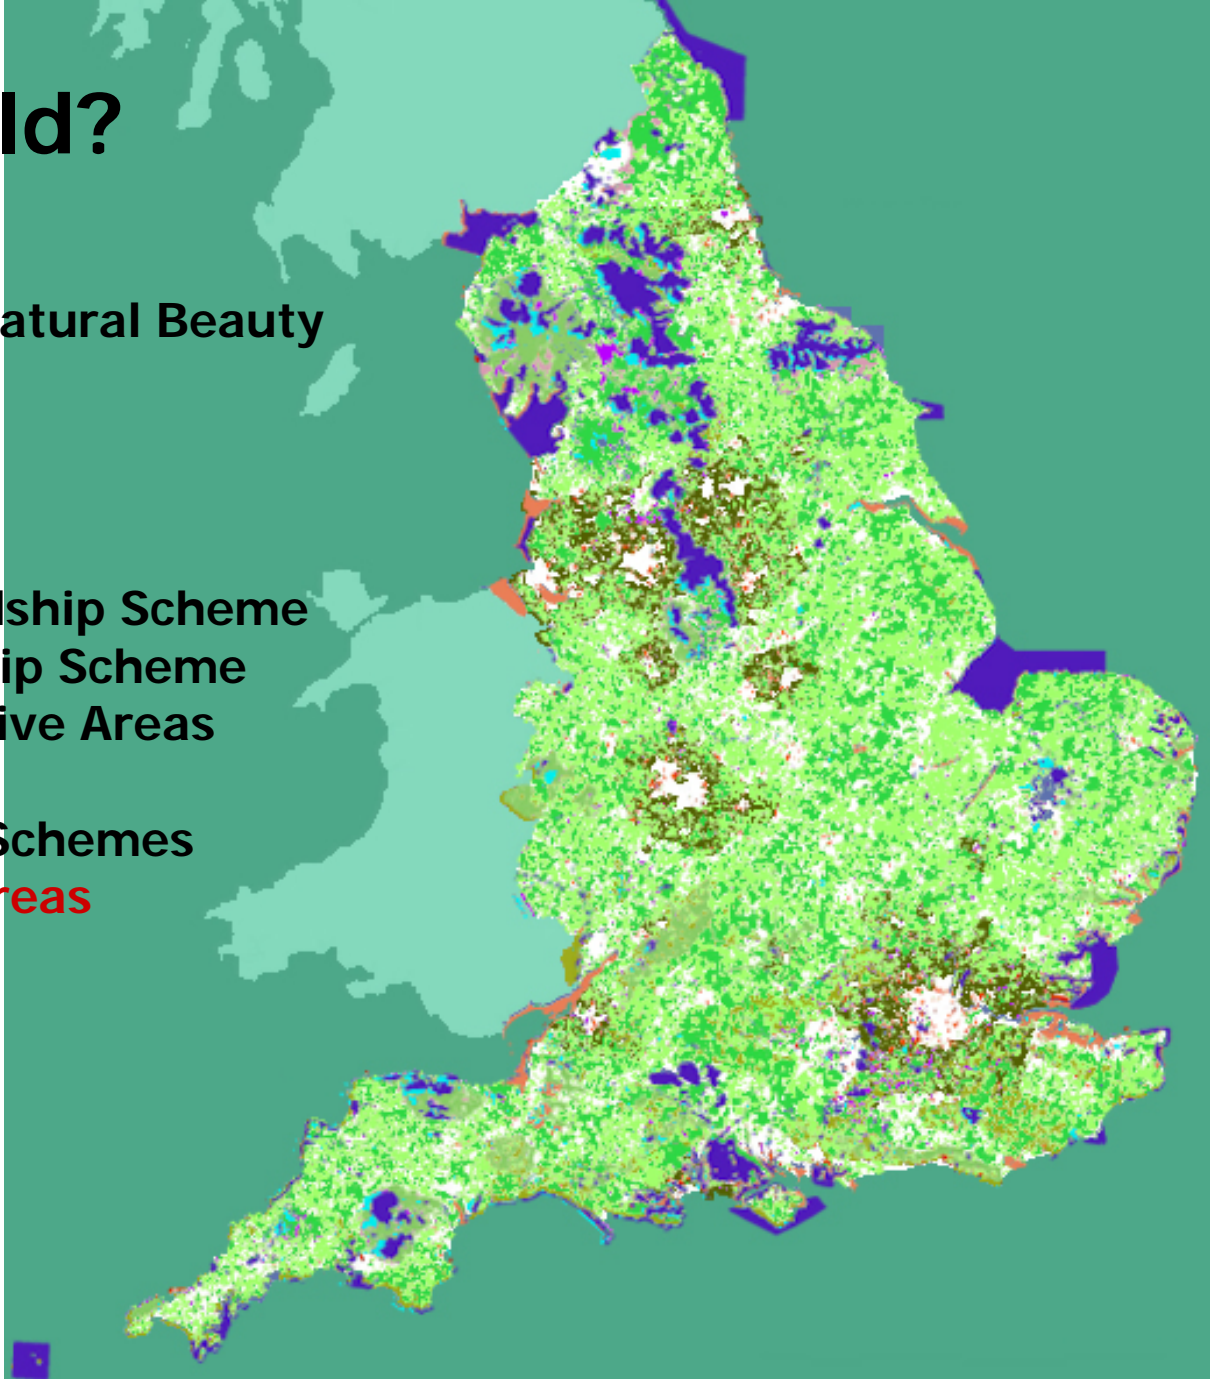 ld?
atural Beauty
lship Scheme
ip Scheme
ive Areas
Schemes
reas